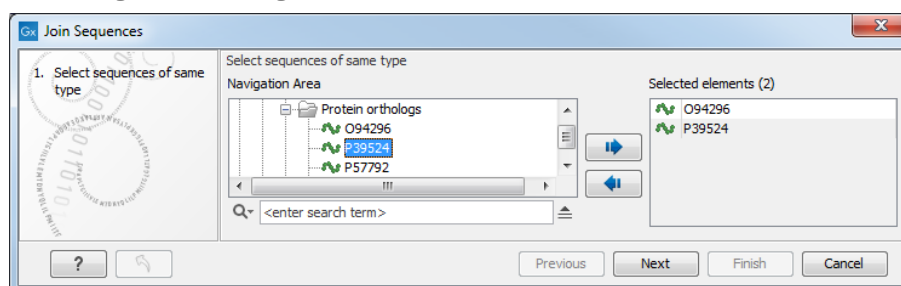 Gx Join Sequences
X
1. Select sequences of same
type
Select sequences of same type
Navigation Area
Protein orthologs
O94296
P39524
P57792
<enter search term>
Selected elements (2)
O94296
P39524
?
Previous
Next
Finish
Cancel